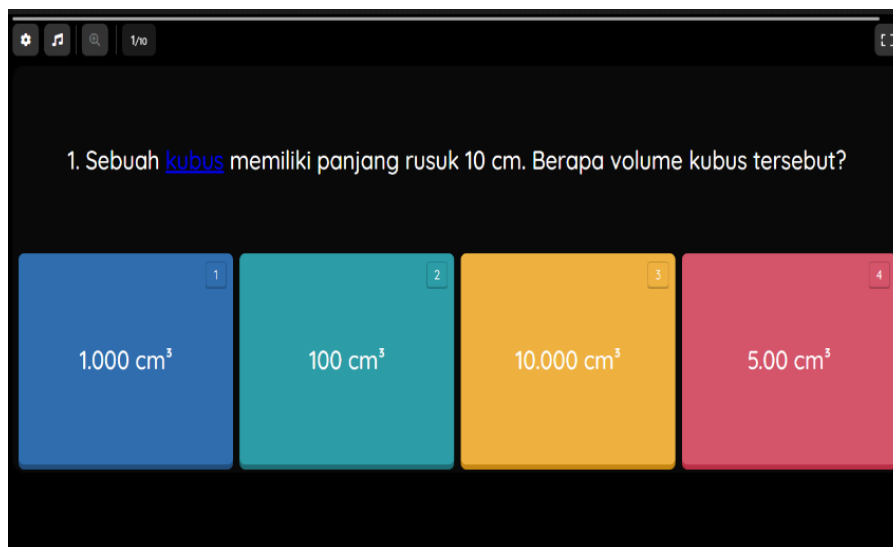 1/10
1. Sebuah kubus memiliki panjang rusuk 10 cm. Berapa volume kubus tersebut?
1
2
3
4
1.000 cm³
100 cm³
10.000 cm³
5.00 cm³